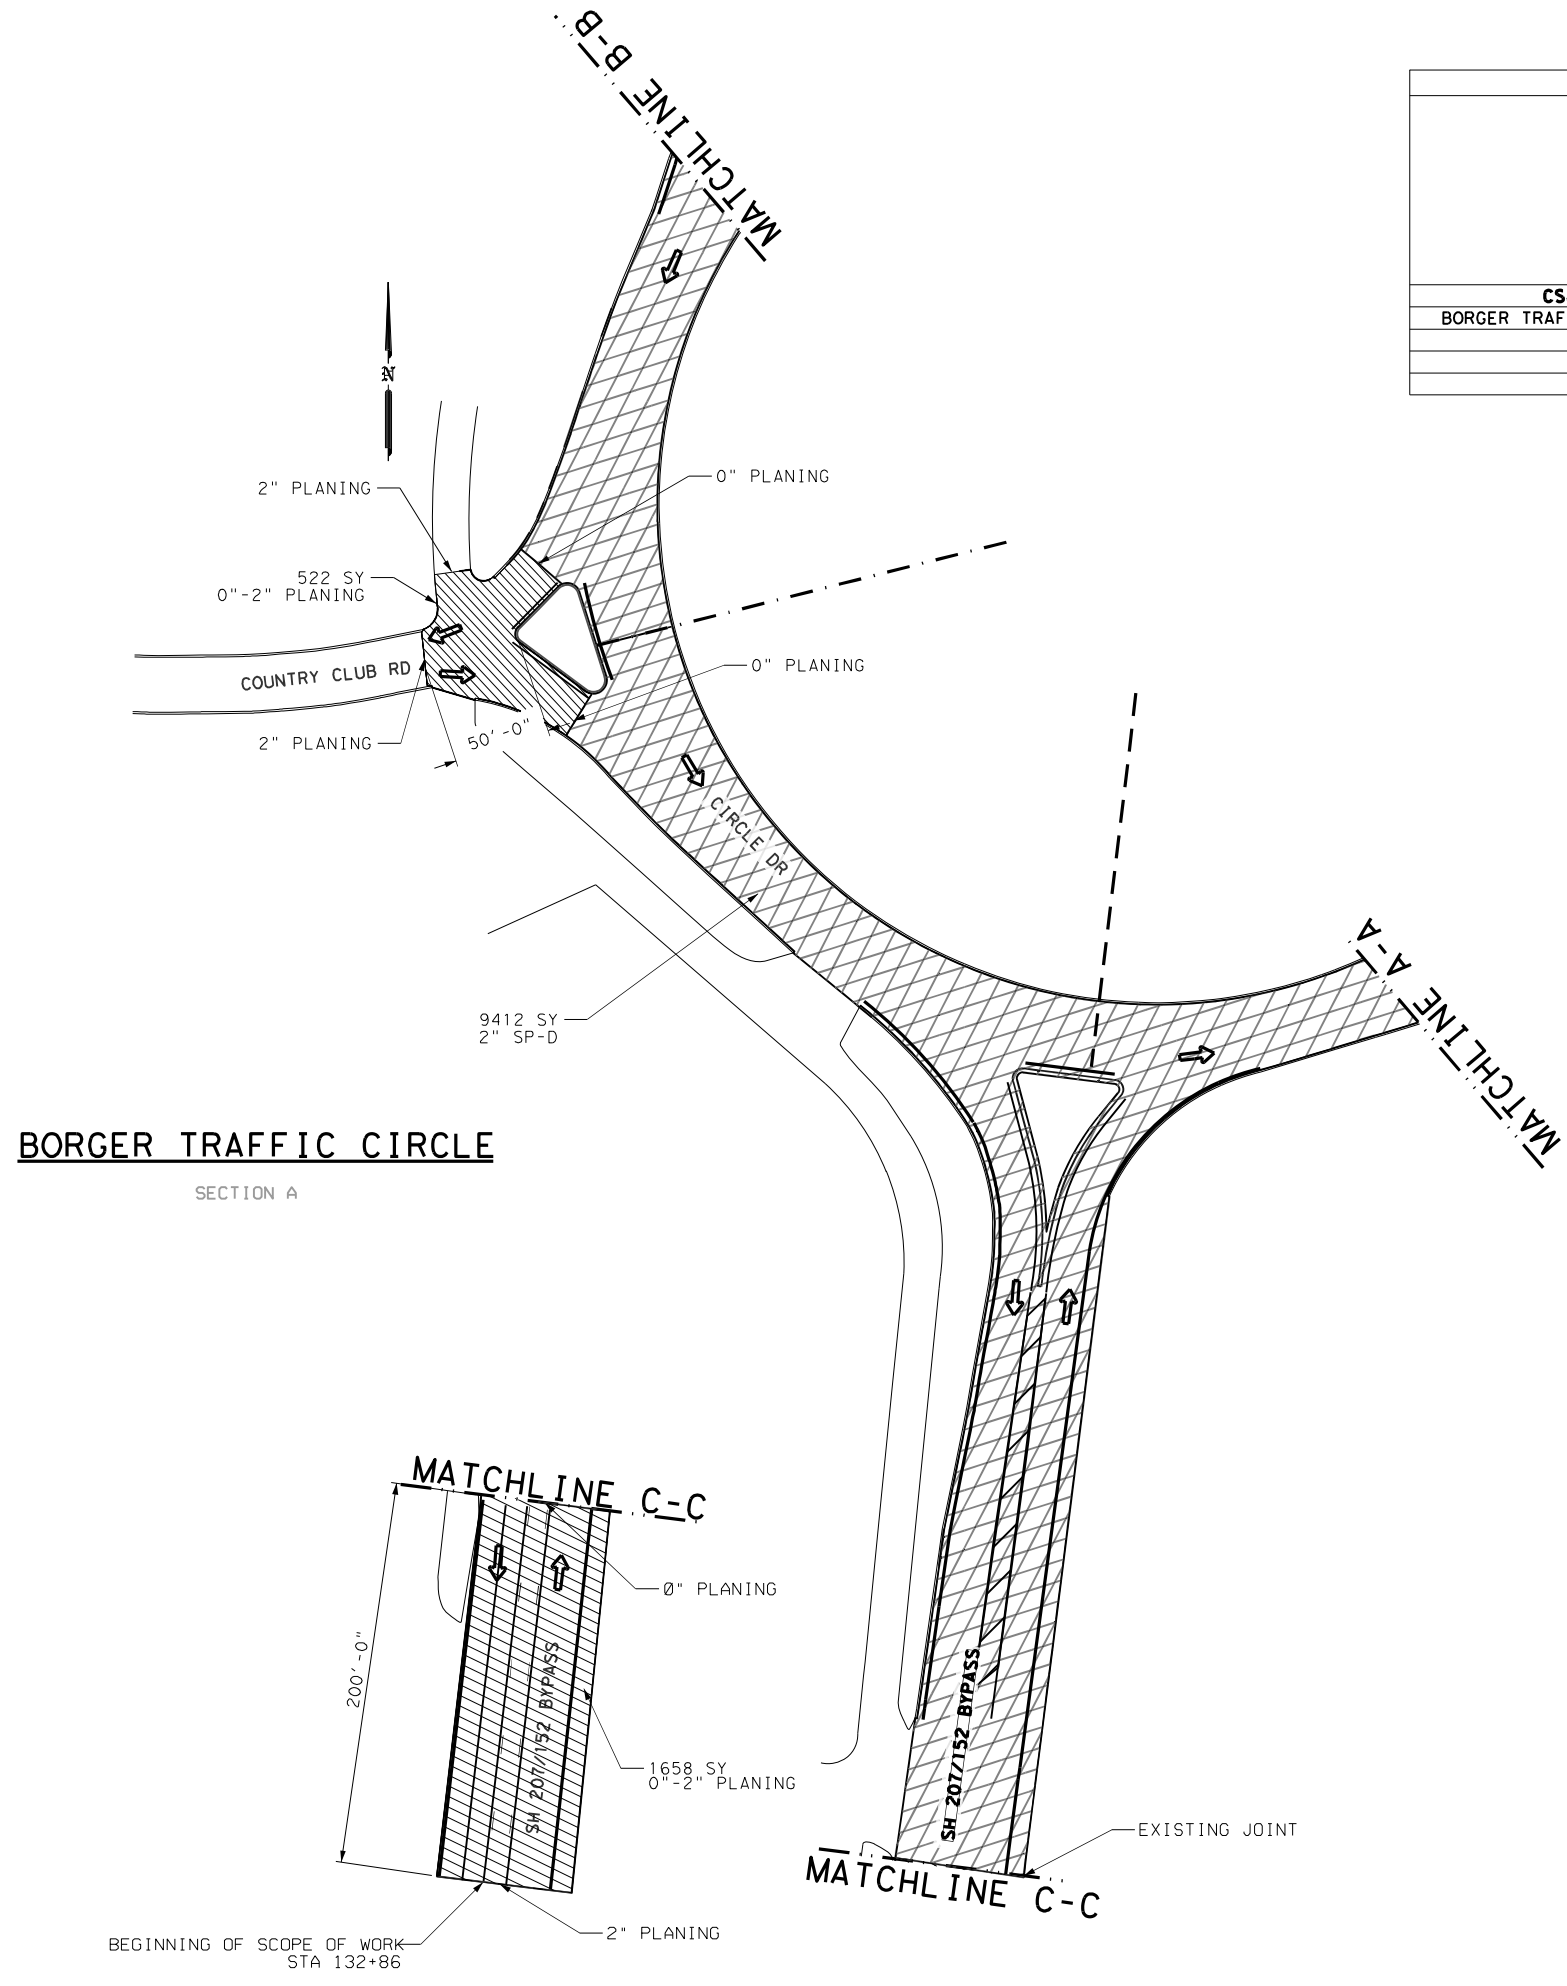 MATCHLINE B-B
CS
BORGER TRAF
N
2" PLANING
0" PLANING
522 SY
0"-2" PLANING
COUNTRY CLUB RD
0" PLANING
2" PLANING
50'-0"
CIRCLE DR
MATCHLINE A-A
9412 SY
2" SP-D
BORGER TRAFFIC CIRCLE
SECTION A
MATCHLINE C-C
0" PLANING
200'-0"
SH 207/152 BYPASS
SH 207/152 BYPASS
1658 SY
0"-2" PLANING
EXISTING JOINT
MATCHLINE C-C
2" PLANING
BEGINNING OF SCOPE OF WORK
STA 132+86